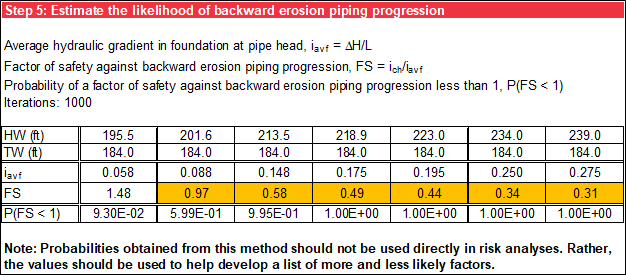 Step 5: Estimate the likelihood of backward erosion piping progression
Average hydraulic gradient in foundation at pipe head, iavf = ΔH/L
Factor of safety against backward erosion piping progression, FS = ich/iavf
Probability of a factor of safety against backward erosion piping progression less than 1, P(FS < 1)
Iterations: 1000
HW (ft) 195.5 201.6 213.5 218.9 223.0 234.0 239.0
TW (ft) 184.0 184.0 184.0 184.0 184.0 184.0 184.0
iavf 0.058 0.088 0.148 0.175 0.195 0.250 0.275
FS 1.48 0.97 0.58 0.49 0.44 0.34 0.31
P(FS < 1) 9.30E-02 5.99E-01 9.95E-01 1.00E+00 1.00E+00 1.00E+00 1.00E+00
Note: Probabilities obtained from this method should not be used directly in risk analyses. Rather,
the values should be used to help develop a list of more and less likely factors.